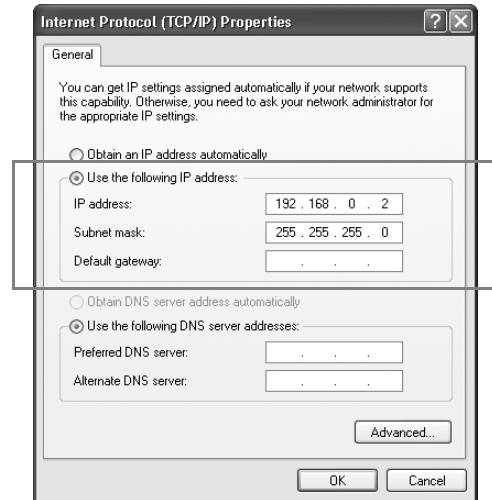 Internet Protocol (TCP/IP) Properties
General
You can get IP settings assigned automatically if your network supports
this capability. Otherwise, you need to ask your network administrator for
the appropriate IP settings.
Obtain an IP address automatically
Use the following IP address:
IP address: 192 . 168 . 0 . 2
Subnet mask: 255 . 255 . 255 . 0
Default gateway: . . .
Obtain DNS server address automatically
Use the following DNS server addresses:
Preferred DNS server: . . .
Alternate DNS server: . . .
Advanced...
OK Cancel